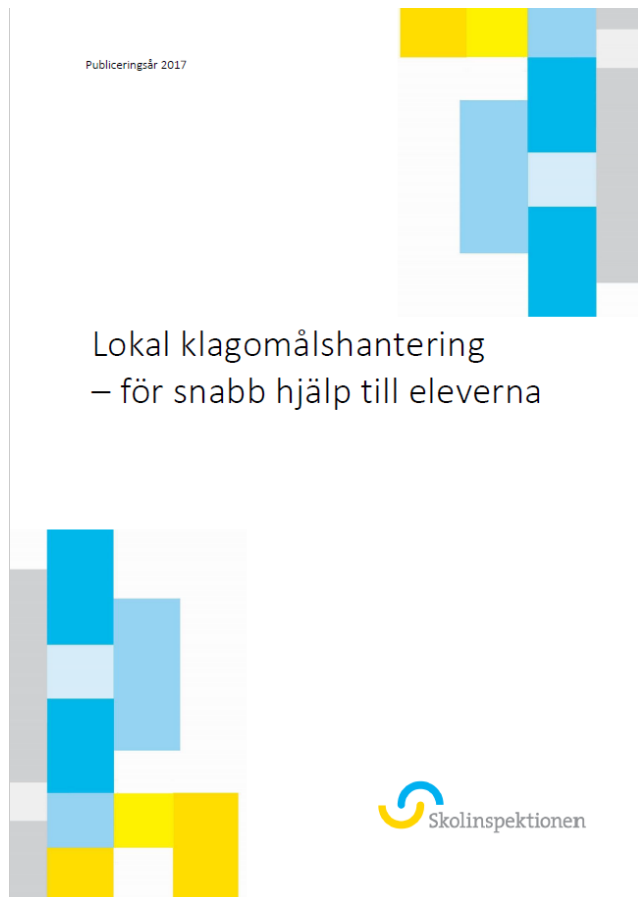 Publiceringsår 2017
Lokal klagomålshantering
– för snabb hjälp till eleverna
Skolinspektionen